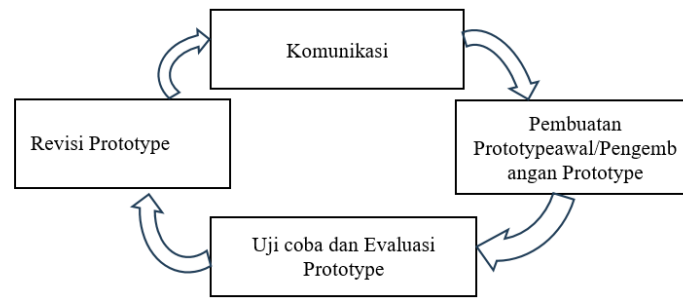 Komunikasi
Pembuatan
Prototypeawal/Pengemb
angan Prototype
Uji coba dan Evaluasi
Prototype
Revisi Prototype